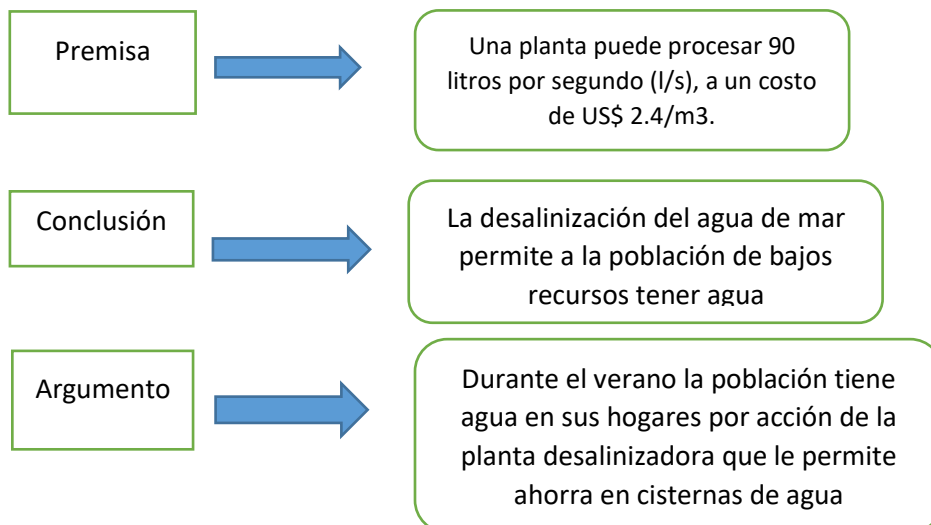 Premisa
Una planta puede procesar 90
litros por segundo (l/s), a un costo
de US$ 2.4/m3.
Conclusión
La desalinización del agua de mar
permite a la población de bajos
recursos tener agua
Argumento
Durante el verano la población tiene
agua en sus hogares por acción de la
planta desalinizadora que le permite
ahorra en cisternas de agua